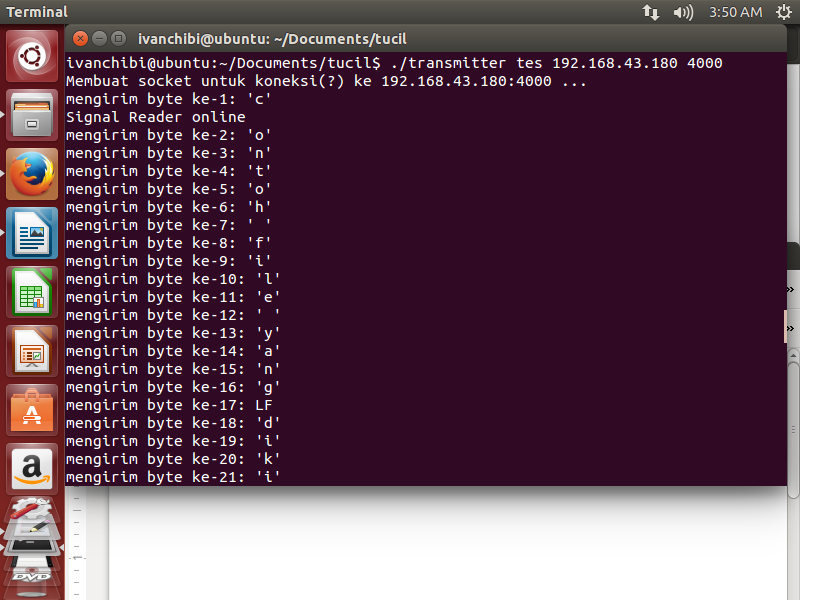 Terminal
3:50 AM
ivanchibi@ubuntu: ~/Documents/tucil
ivanchibi@ubuntu:~/Documents/tucil$ ./transmitter tes 192.168.43.180 4000
Membuat socket untuk koneksi(?) ke 192.168.43.180:4000 ...
mengirim byte ke-1: 'c'
Signal Reader online
mengirim byte ke-2: 'o'
mengirim byte ke-3: 'n'
mengirim byte ke-4: 't'
mengirim byte ke-5: 'o'
mengirim byte ke-6: 'h'
mengirim byte ke-7: ' '
mengirim byte ke-8: 'f'
mengirim byte ke-9: 'i'
mengirim byte ke-10: 'l'
mengirim byte ke-11: 'e'
mengirim byte ke-12: ' '
mengirim byte ke-13: 'y'
mengirim byte ke-14: 'a'
mengirim byte ke-15: 'n'
mengirim byte ke-16: 'g'
mengirim byte ke-17: LF
mengirim byte ke-18: 'd'
mengirim byte ke-19: 'i'
mengirim byte ke-20: 'k'
mengirim byte ke-21: 'i'
A
a
DVD
1